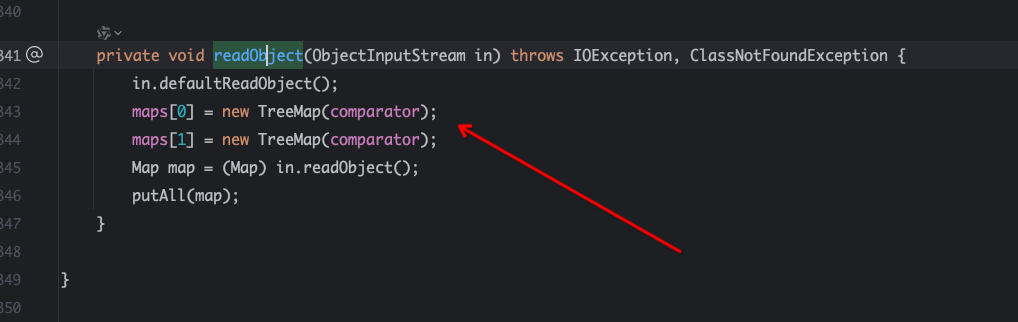 340
341 @ private void readObject(ObjectInputStream in) throws IOException, ClassNotFoundException {
342 in.defaultReadObject();
343 maps[0] = new TreeMap(comparator);
344 maps[1] = new TreeMap(comparator);
345 Map map = (Map) in.readObject();
346 putAll(map);
347 }
348
349 }
350